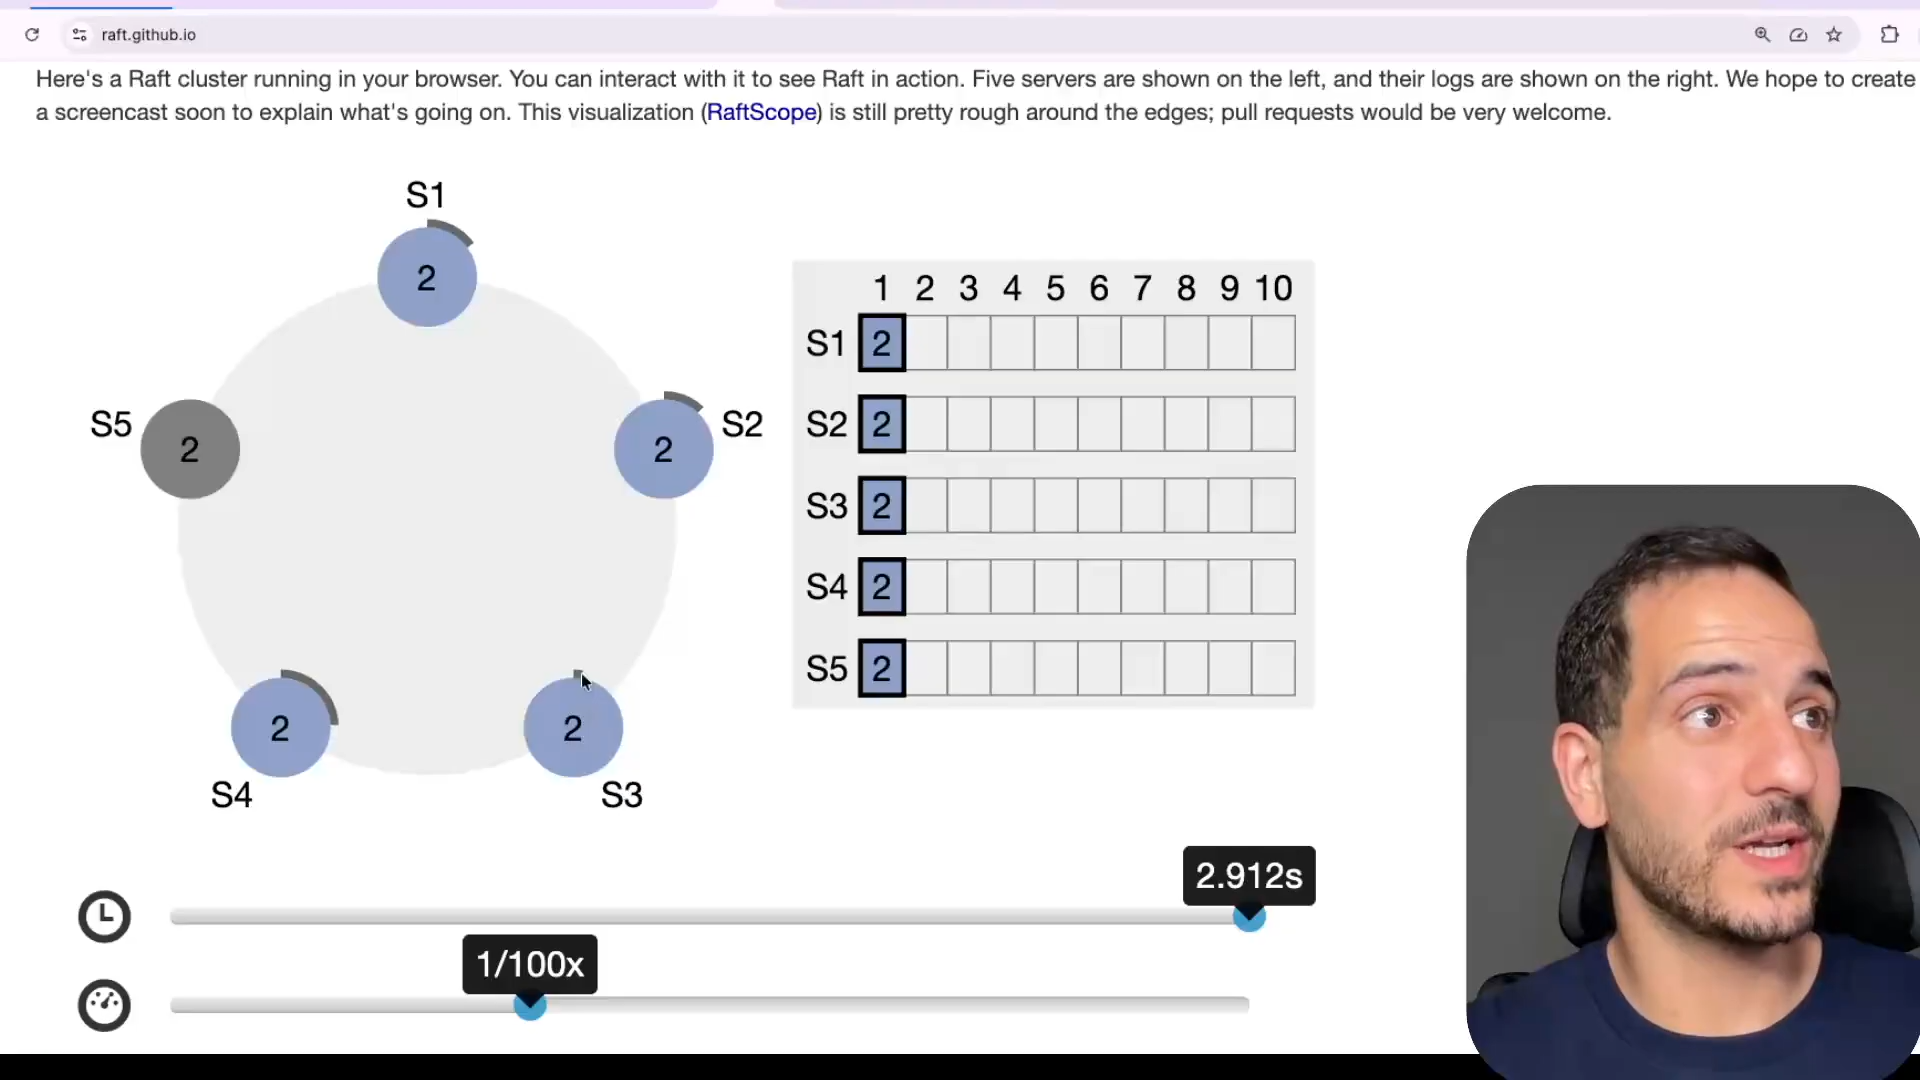 raft.github.io
Here's a Raft cluster running in your browser. You can interact with it to see Raft in action. Five servers are shown on the left, and their logs are shown on the right. We hope to create
a screencast soon to explain what's going on. This visualization (RaftScope) is still pretty rough around the edges; pull requests would be very welcome.
S1
2
S5
2
2
S2
2
S4
2
S3
1 2 3 4 5 6 7 8 9 10
S1 2
S2 2
S3 2
S4 2
S5 2
2.912s
1/100x